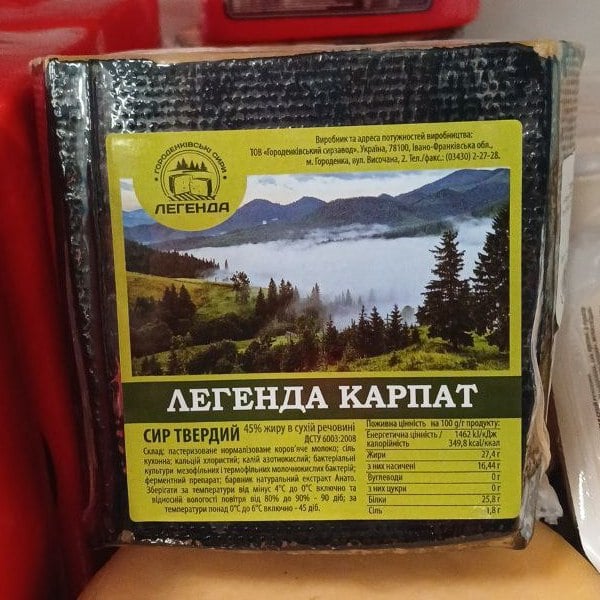 Виробник та адреса потужностей виробництва:
ТОВ «Городенківський сирзавод». Україна, 78100, Івано-Франківська обл.,
м. Городенка, вул. Височана, 2. Тел./факс.: (03430) 2-27-28.
• ГОРОДЕНКІВСЬКІ СИРИ •
ЛЕГЕНДА
ЛЕГЕНДА КАРПАТ
СИР ТВЕРДИЙ 45% жиру в сухій речовині
ДСТУ 6003:2008
Склад: пастеризоване нормалізоване коров'яче молоко; сіль
кухонна; кальцій хлористий; калій азотнокислий; бактеріальні
культури мезофільних і термофільних молочнокислих бактерій;
ферментний препарат; барвник натуральний екстракт Анато.
Зберігати за температури від мінус 4°С до 0°С включно та
відносної вологості повітря від 80% до 90% - 90 діб; за
температури понад 0°С до 6°С включно - 45 діб.
Поживна цінність на 100 g/г продукту:
Енергетична цінність / 1462 kJ/кДж
калорійність 349,8 kcal/ккал
Жири 27,4 г
з них насичені 16,44 г
Вуглеводи 0 г
з них цукри 0 г
Білки 25,8 г
Сіль 1,8 г